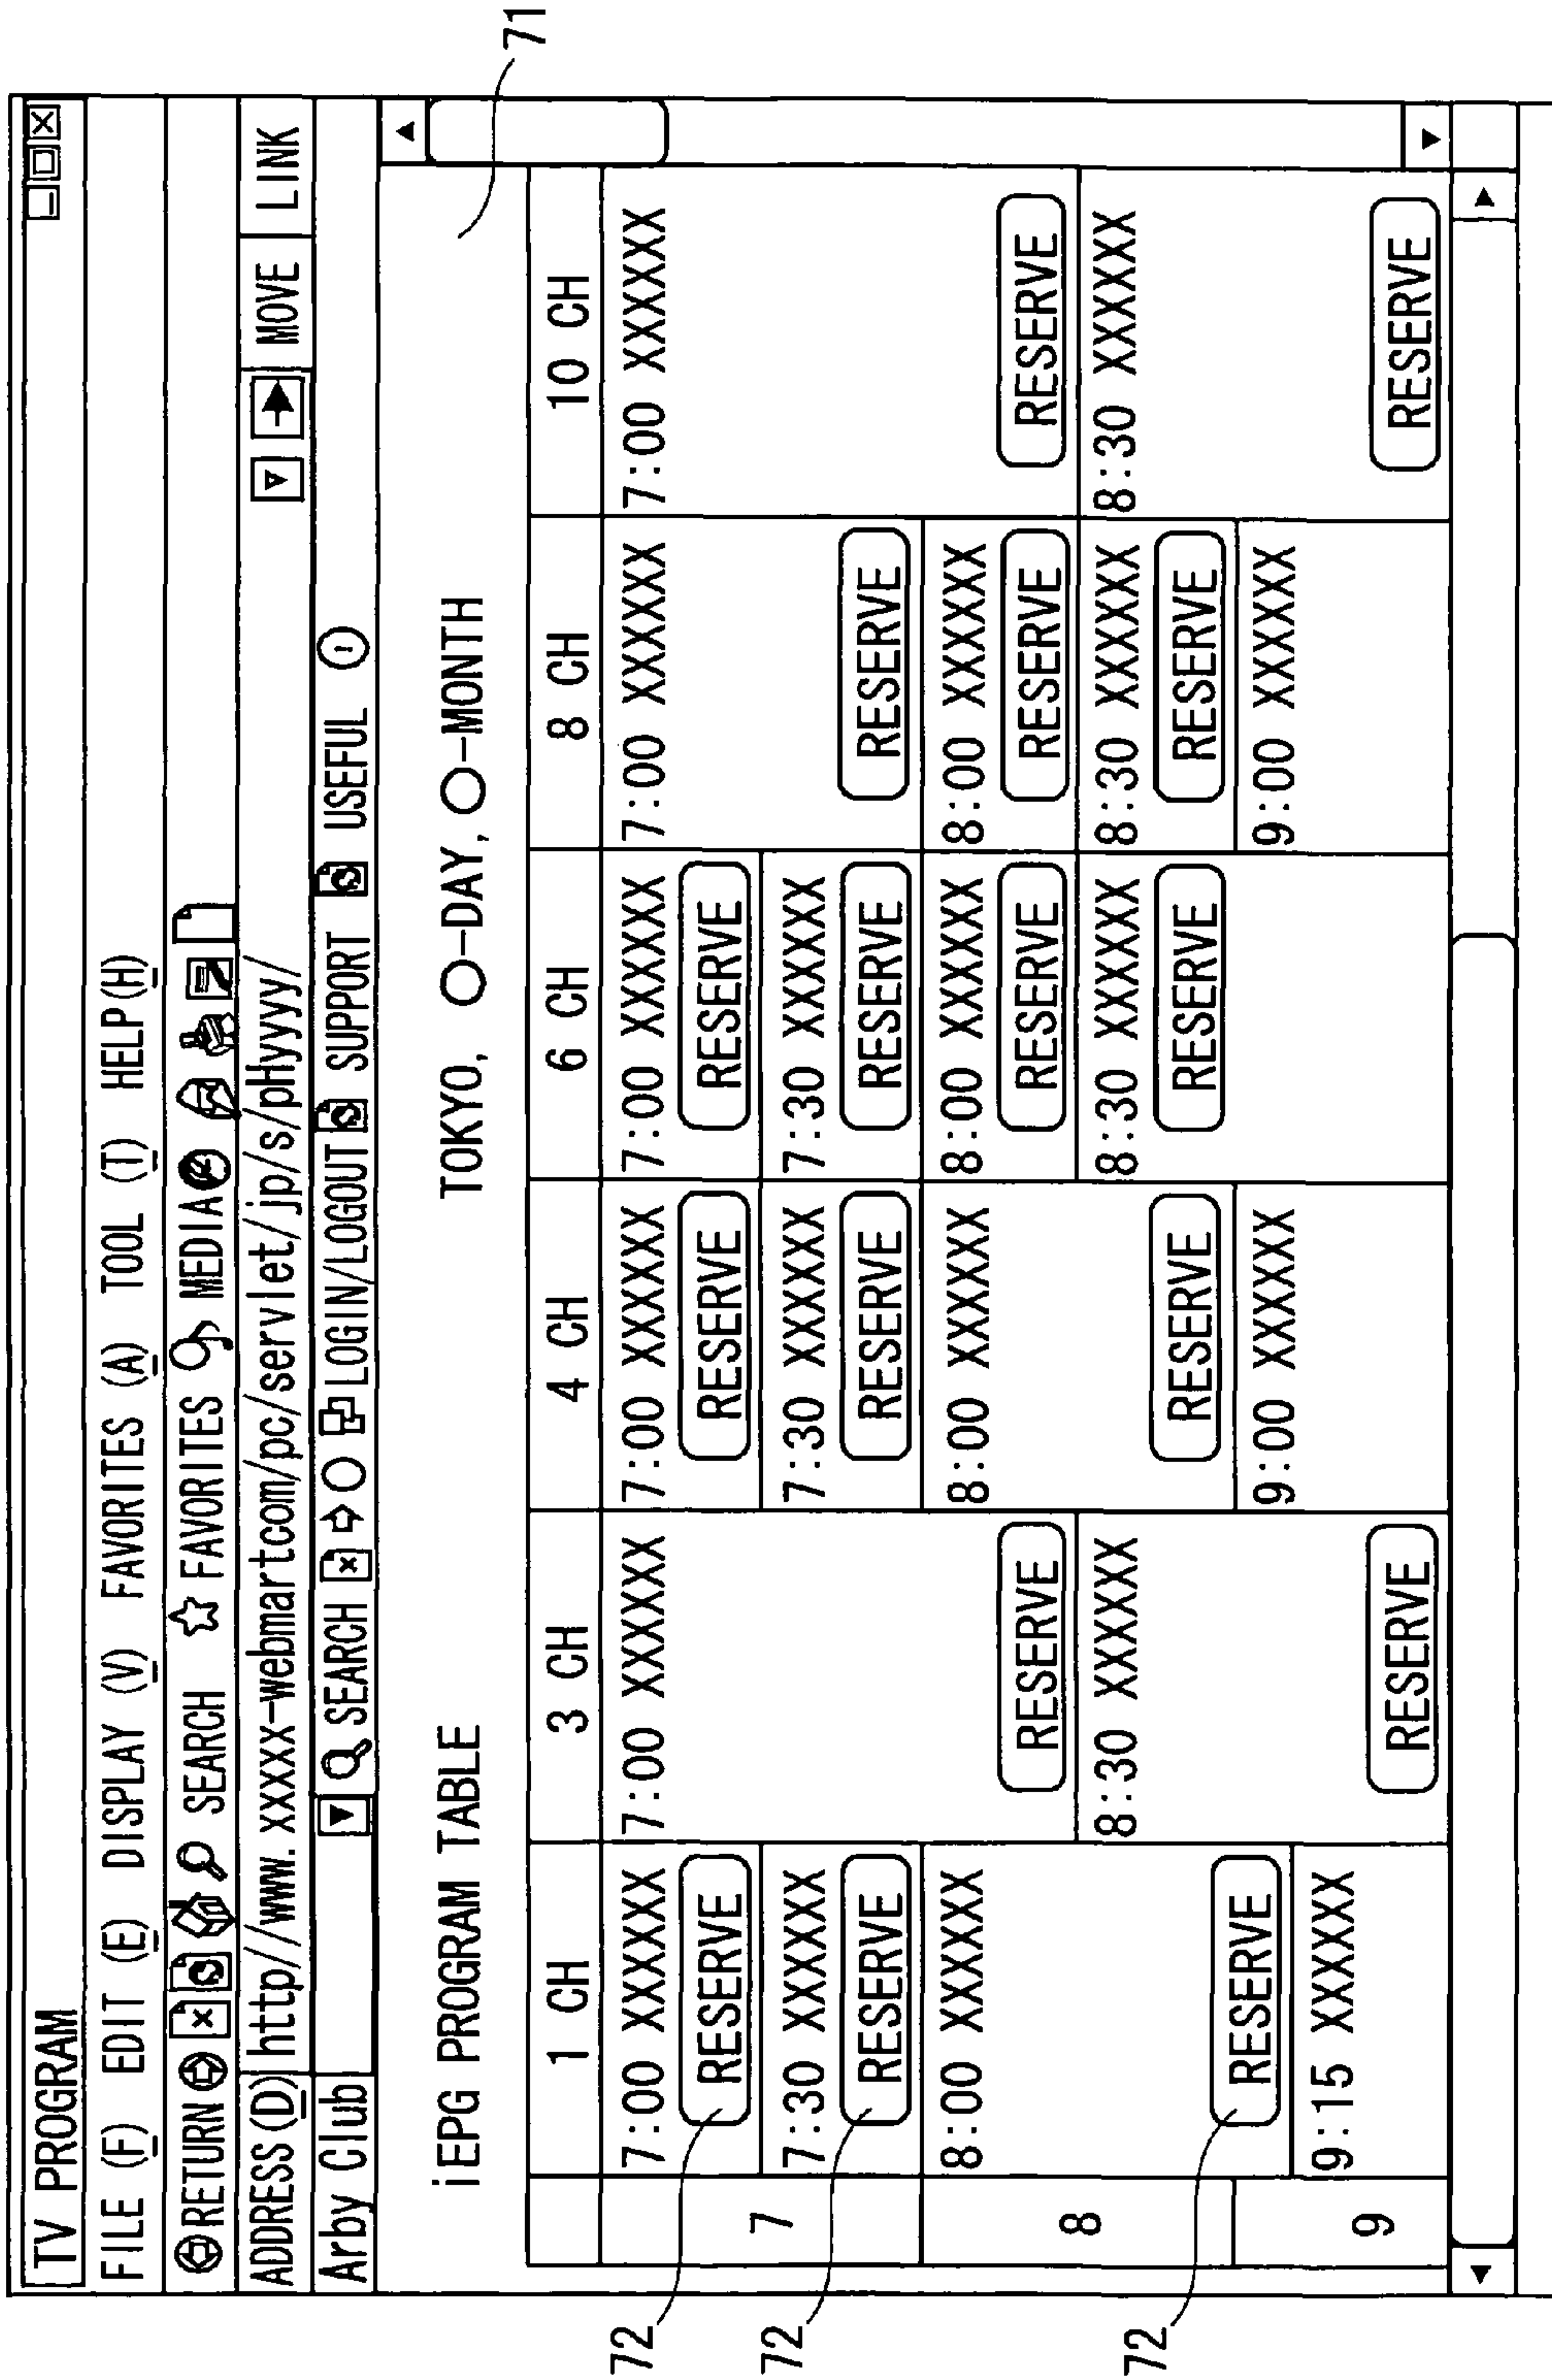 TV PROGRAM
FILE (F) EDIT (E) DISPLAY (V) FAVORITES (A) TOOL (T) HELP (H)
RETURN SEARCH FAVORITES MEDIA
ADDRESS (D) http//www.xxxxx-webmartcom/pc/servlet/jp/s/pHyyyy/ MOVE LINK
Arby Club SEARCH LOGIN/LOGOUT SUPPORT USEFUL
71
iEPG PROGRAM TABLE TOKYO, ○-DAY, ○-MONTH
1 CH 3 CH 4 CH 6 CH 8 CH 10 CH
7:00 XXXXXX 7:00 XXXXXX 7:00 XXXXXX 7:00 XXXXXX 7:00 XXXXXX 7:00 XXXXXX
72 RESERVE RESERVE RESERVE
7
7:30 XXXXXX 7:30 XXXXXX 7:30 XXXXXX
72 RESERVE RESERVE RESERVE RESERVE
8:00 XXXXXX 8:00 XXXXXX 8:00 XXXXXX 8:00 XXXXXX
RESERVE RESERVE RESERVE RESERVE
8
8:30 XXXXXX 8:30 XXXXXX 8:30 XXXXXX 8:30 XXXXXX
RESERVE RESERVE RESERVE
72 RESERVE
9:00 XXXXXX 9:00 XXXXXX
9
9:15 XXXXXX
RESERVE RESERVE